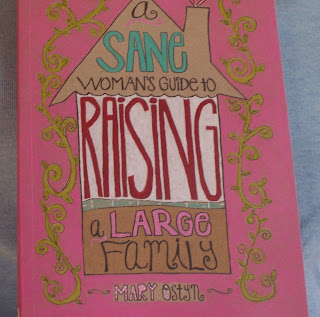 a
SANE
WOMAN'S GUIDE to
RAISING
a LARGE
FAMILY
MARY OSTYN